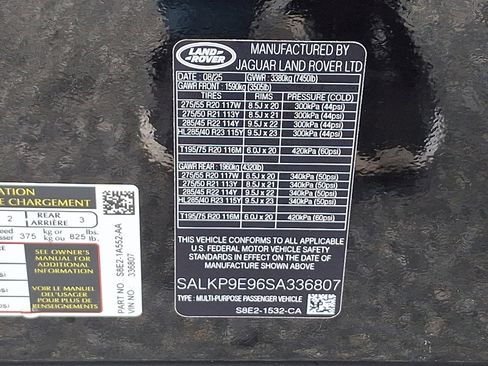 LAND ROVER
MANUFACTURED BY
JAGUAR LAND ROVER LTD
DATE : 08/25 GVWR : 3380kg (7450lb)
GAWR FRONT : 1590kg (3505lb)
TIRES RIMS PRESSURE (COLD)
275/55 R20 117W 8.5J x 20 300kPa (44psi)
275/50 R21 113Y 8.5J x 21 300kPa (44psi)
285/45 R22 114Y 9.5J x 22 300kPa (44psi)
HL285/40 R23 115Y 9.5J x 23 300kPa (44psi)
T195/75 R20 116M 6.0J x 20 420kPa (60psi)
GAWR REAR : 1960kg (4320lb)
275/55 R20 117W 8.5J x 20 340kPa (50psi)
275/50 R21 113Y 8.5J x 21 340kPa (50psi)
285/45 R22 114Y 9.5J x 22 340kPa (50psi)
HL285/40 R23 115Y 9.5J x 23 340kPa (50psi)
T195/75 R20 116M 6.0J x 20 420kPa (60psi)
THIS VEHICLE CONFORMS TO ALL APPLICABLE
U.S. FEDERAL MOTOR VEHICLE SAFETY
STANDARDS IN EFFECT ON THE DATE OF
MANUFACTURE SHOWN ABOVE.
SALKP9E96SA336807
TYPE : MULTI-PURPOSE PASSENGER VEHICLE
S8E2-1532-CA
MATION
E CHARGEMENT
2 REAR ARRIÈRE 3
eed
sser 375 kg or kg ou 825 lbs. lb.
SEE OWNER'S
MANUAL FOR
ADDITIONAL
INFORMATION
VOIR LE MANUEL
DE L'USAGER
POUR PLUS DE
RENSEIGNEMENTS
PART NO S8E2-1A552-AA
VIN NO 336807